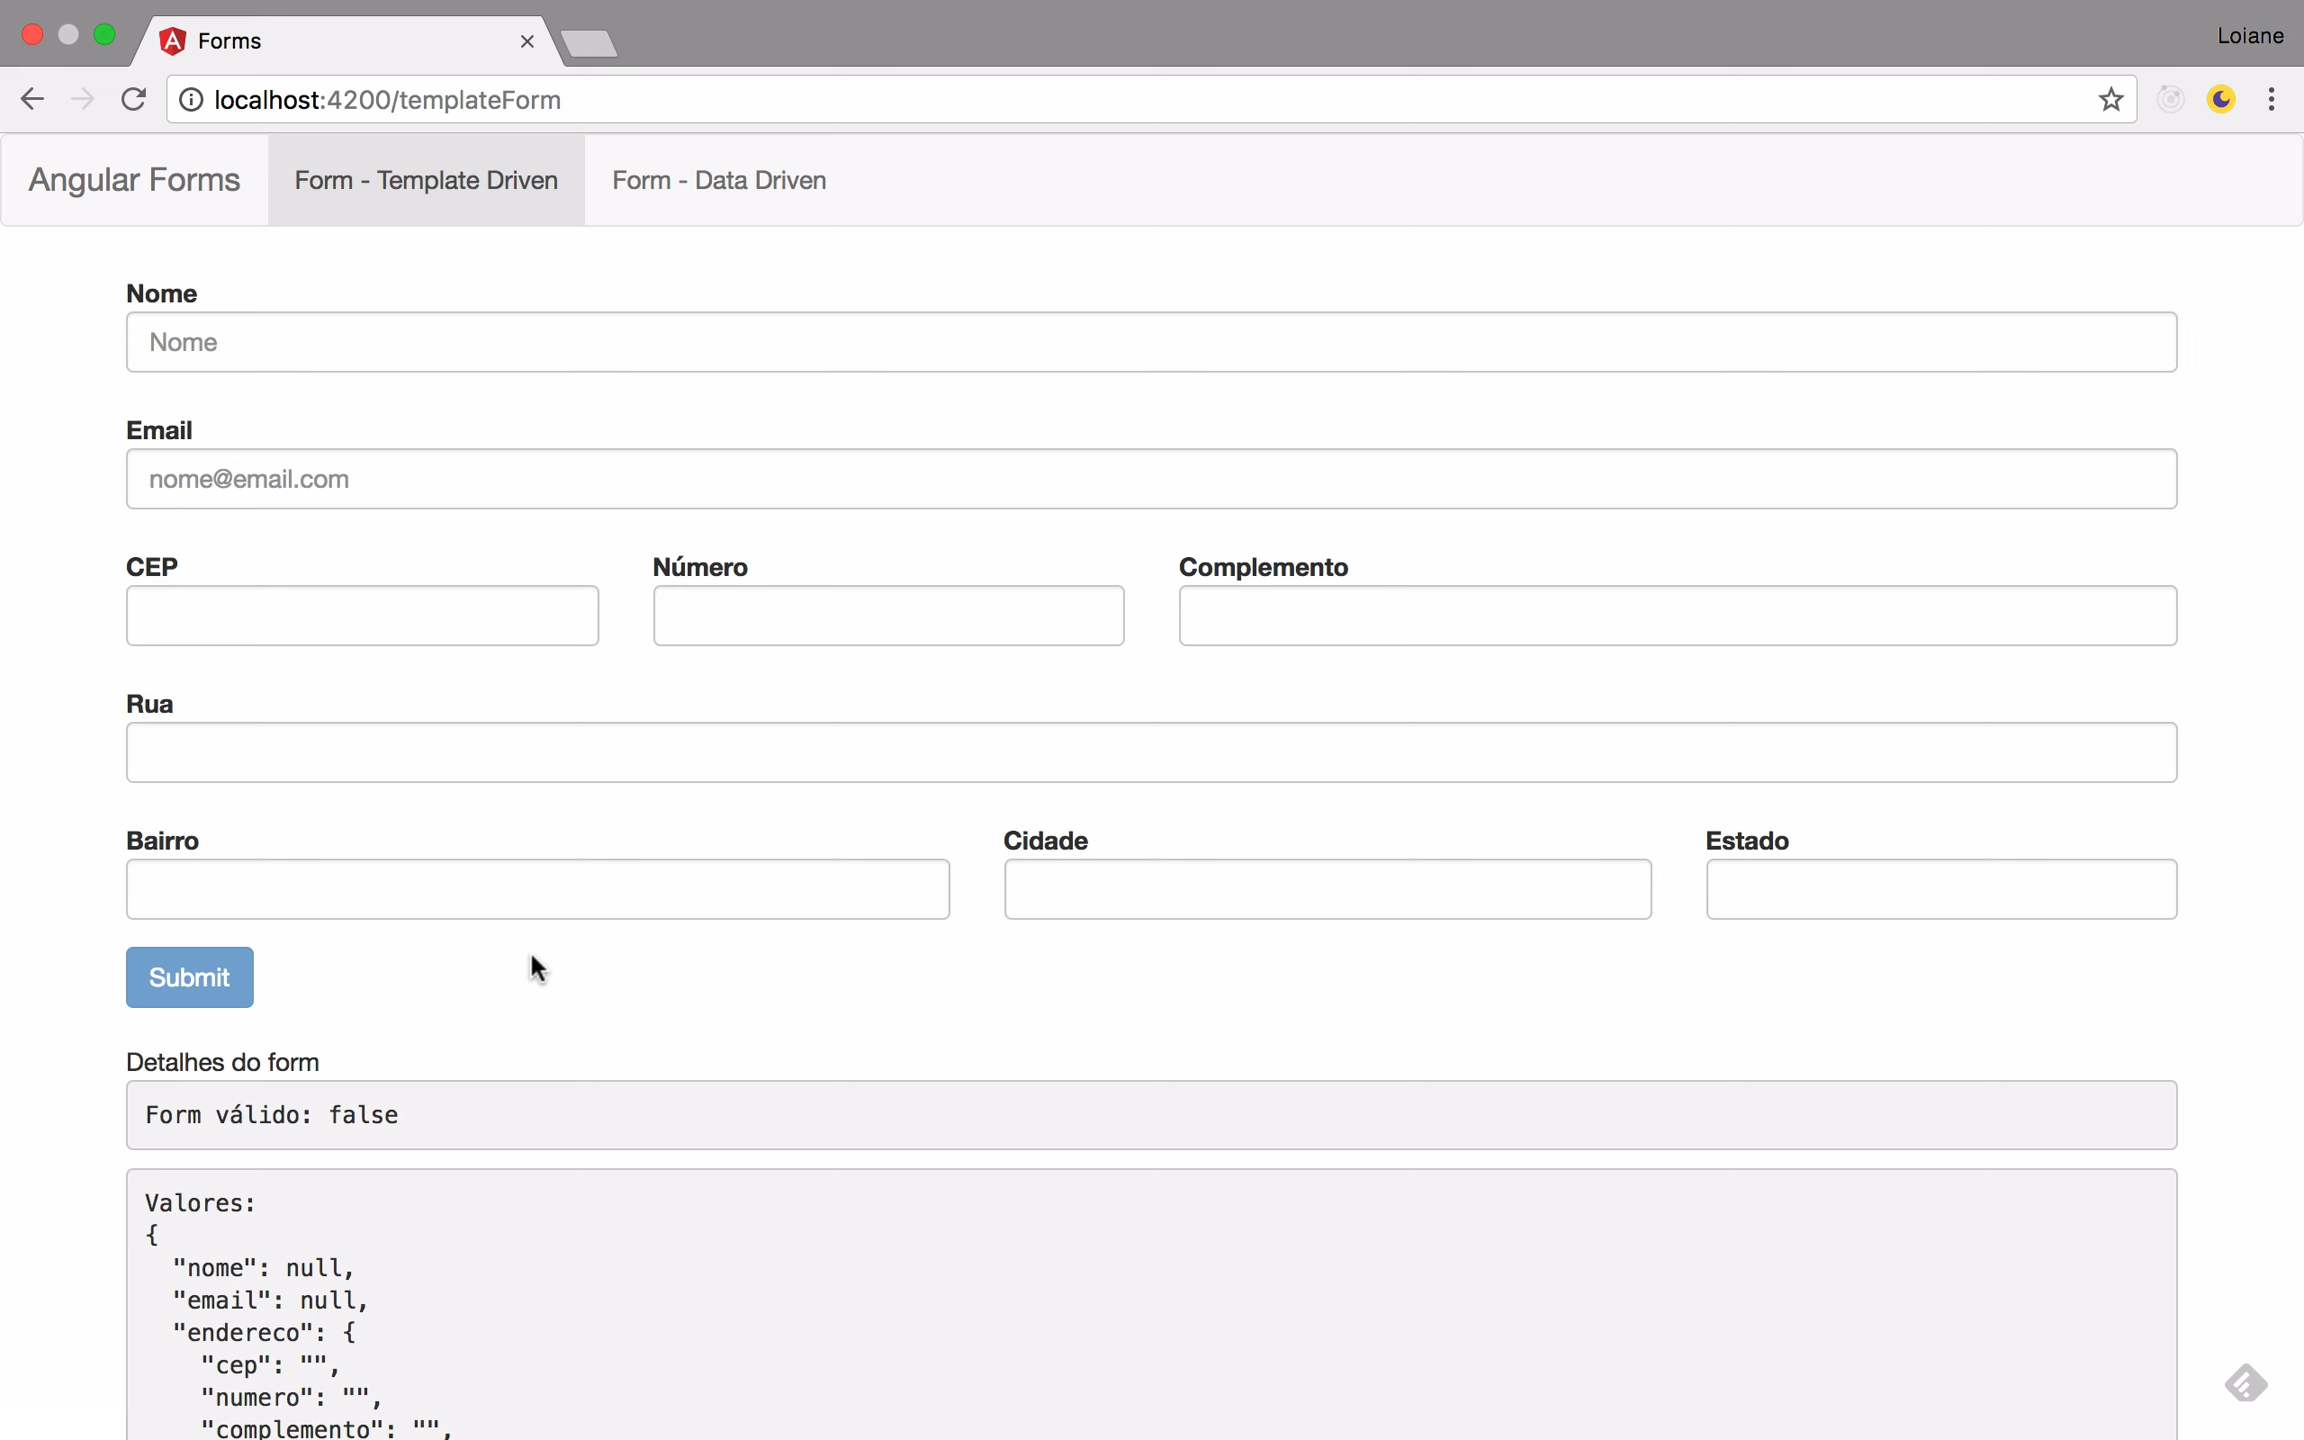 Forms
Loiane
localhost:4200/templateForm
Angular Forms Form - Template Driven Form - Data Driven
Nome
Nome
Email
nome@email.com
CEP Número Complemento
Rua
Bairro Cidade Estado
Submit
Detalhes do form
Form válido: false
Valores:
{
"nome": null,
"email": null,
"endereco": {
"cep": "",
"numero": "",
"complemento": "",